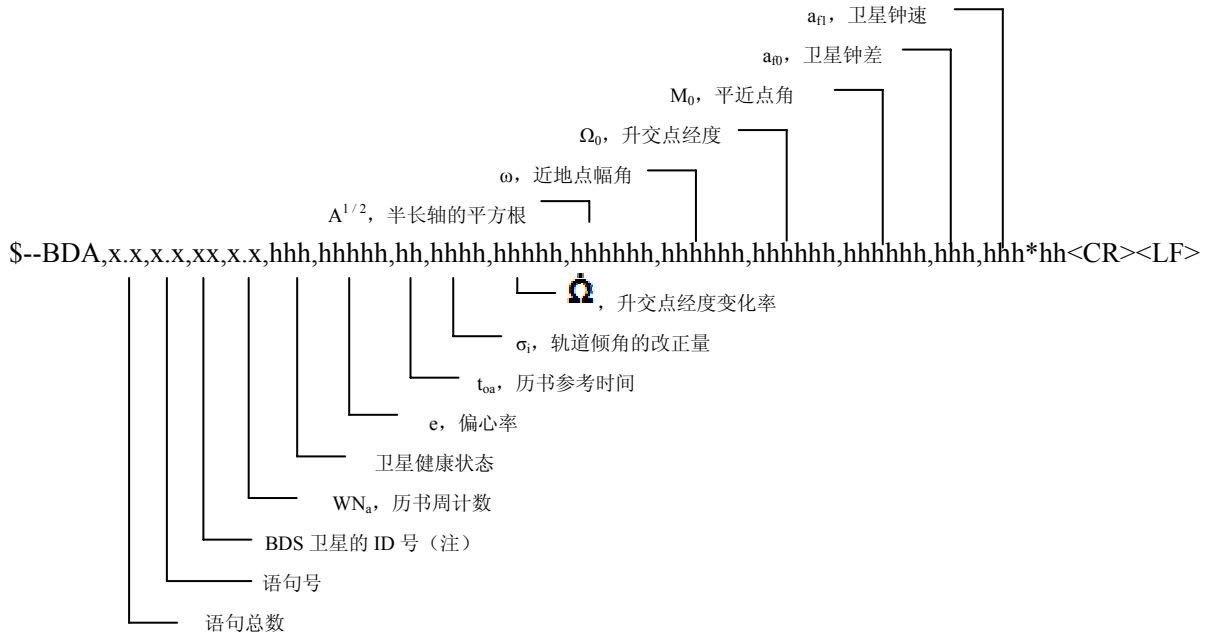 a_f1，卫星钟速
a_f0，卫星钟差
M₀，平近点角
Ω₀，升交点经度
ω，近地点幅角
A^1/2，半长轴的平方根
$--BDA,x.x,x.x,xx,x.x,hhh,hhhhh,hh,hhhh,hhhhh,hhhhhh,hhhhhh,hhhhhh,hhhhhh,hhh,hhh*hh<CR><LF>
Ω̇，升交点经度变化率
σᵢ，轨道倾角的改正量
t_oa，历书参考时间
e，偏心率
卫星健康状态
WNₐ，历书周计数
BDS 卫星的 ID 号（注）
语句号
语句总数